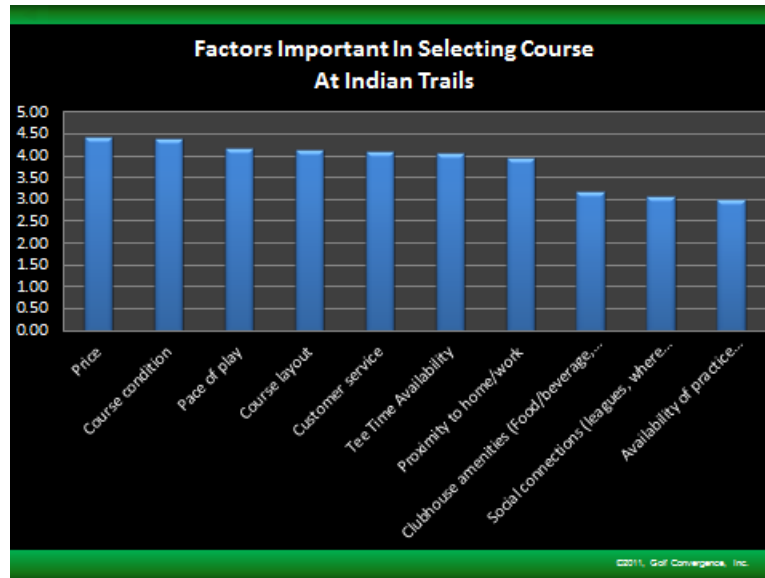 Factors Important In Selecting Course
At Indian Trails
5.00
4.50
4.00
3.50
3.00
2.50
2.00
1.50
1.00
0.50
0.00
Price
Course condition
Pace of play
Course layout
Customer service
Tee Time Availability
Proximity to home/work
Clubhouse amenities (Food/beverage,...
Social connections (leagues, where...
Availability of practice...
©2011, Golf Convergence, Inc.